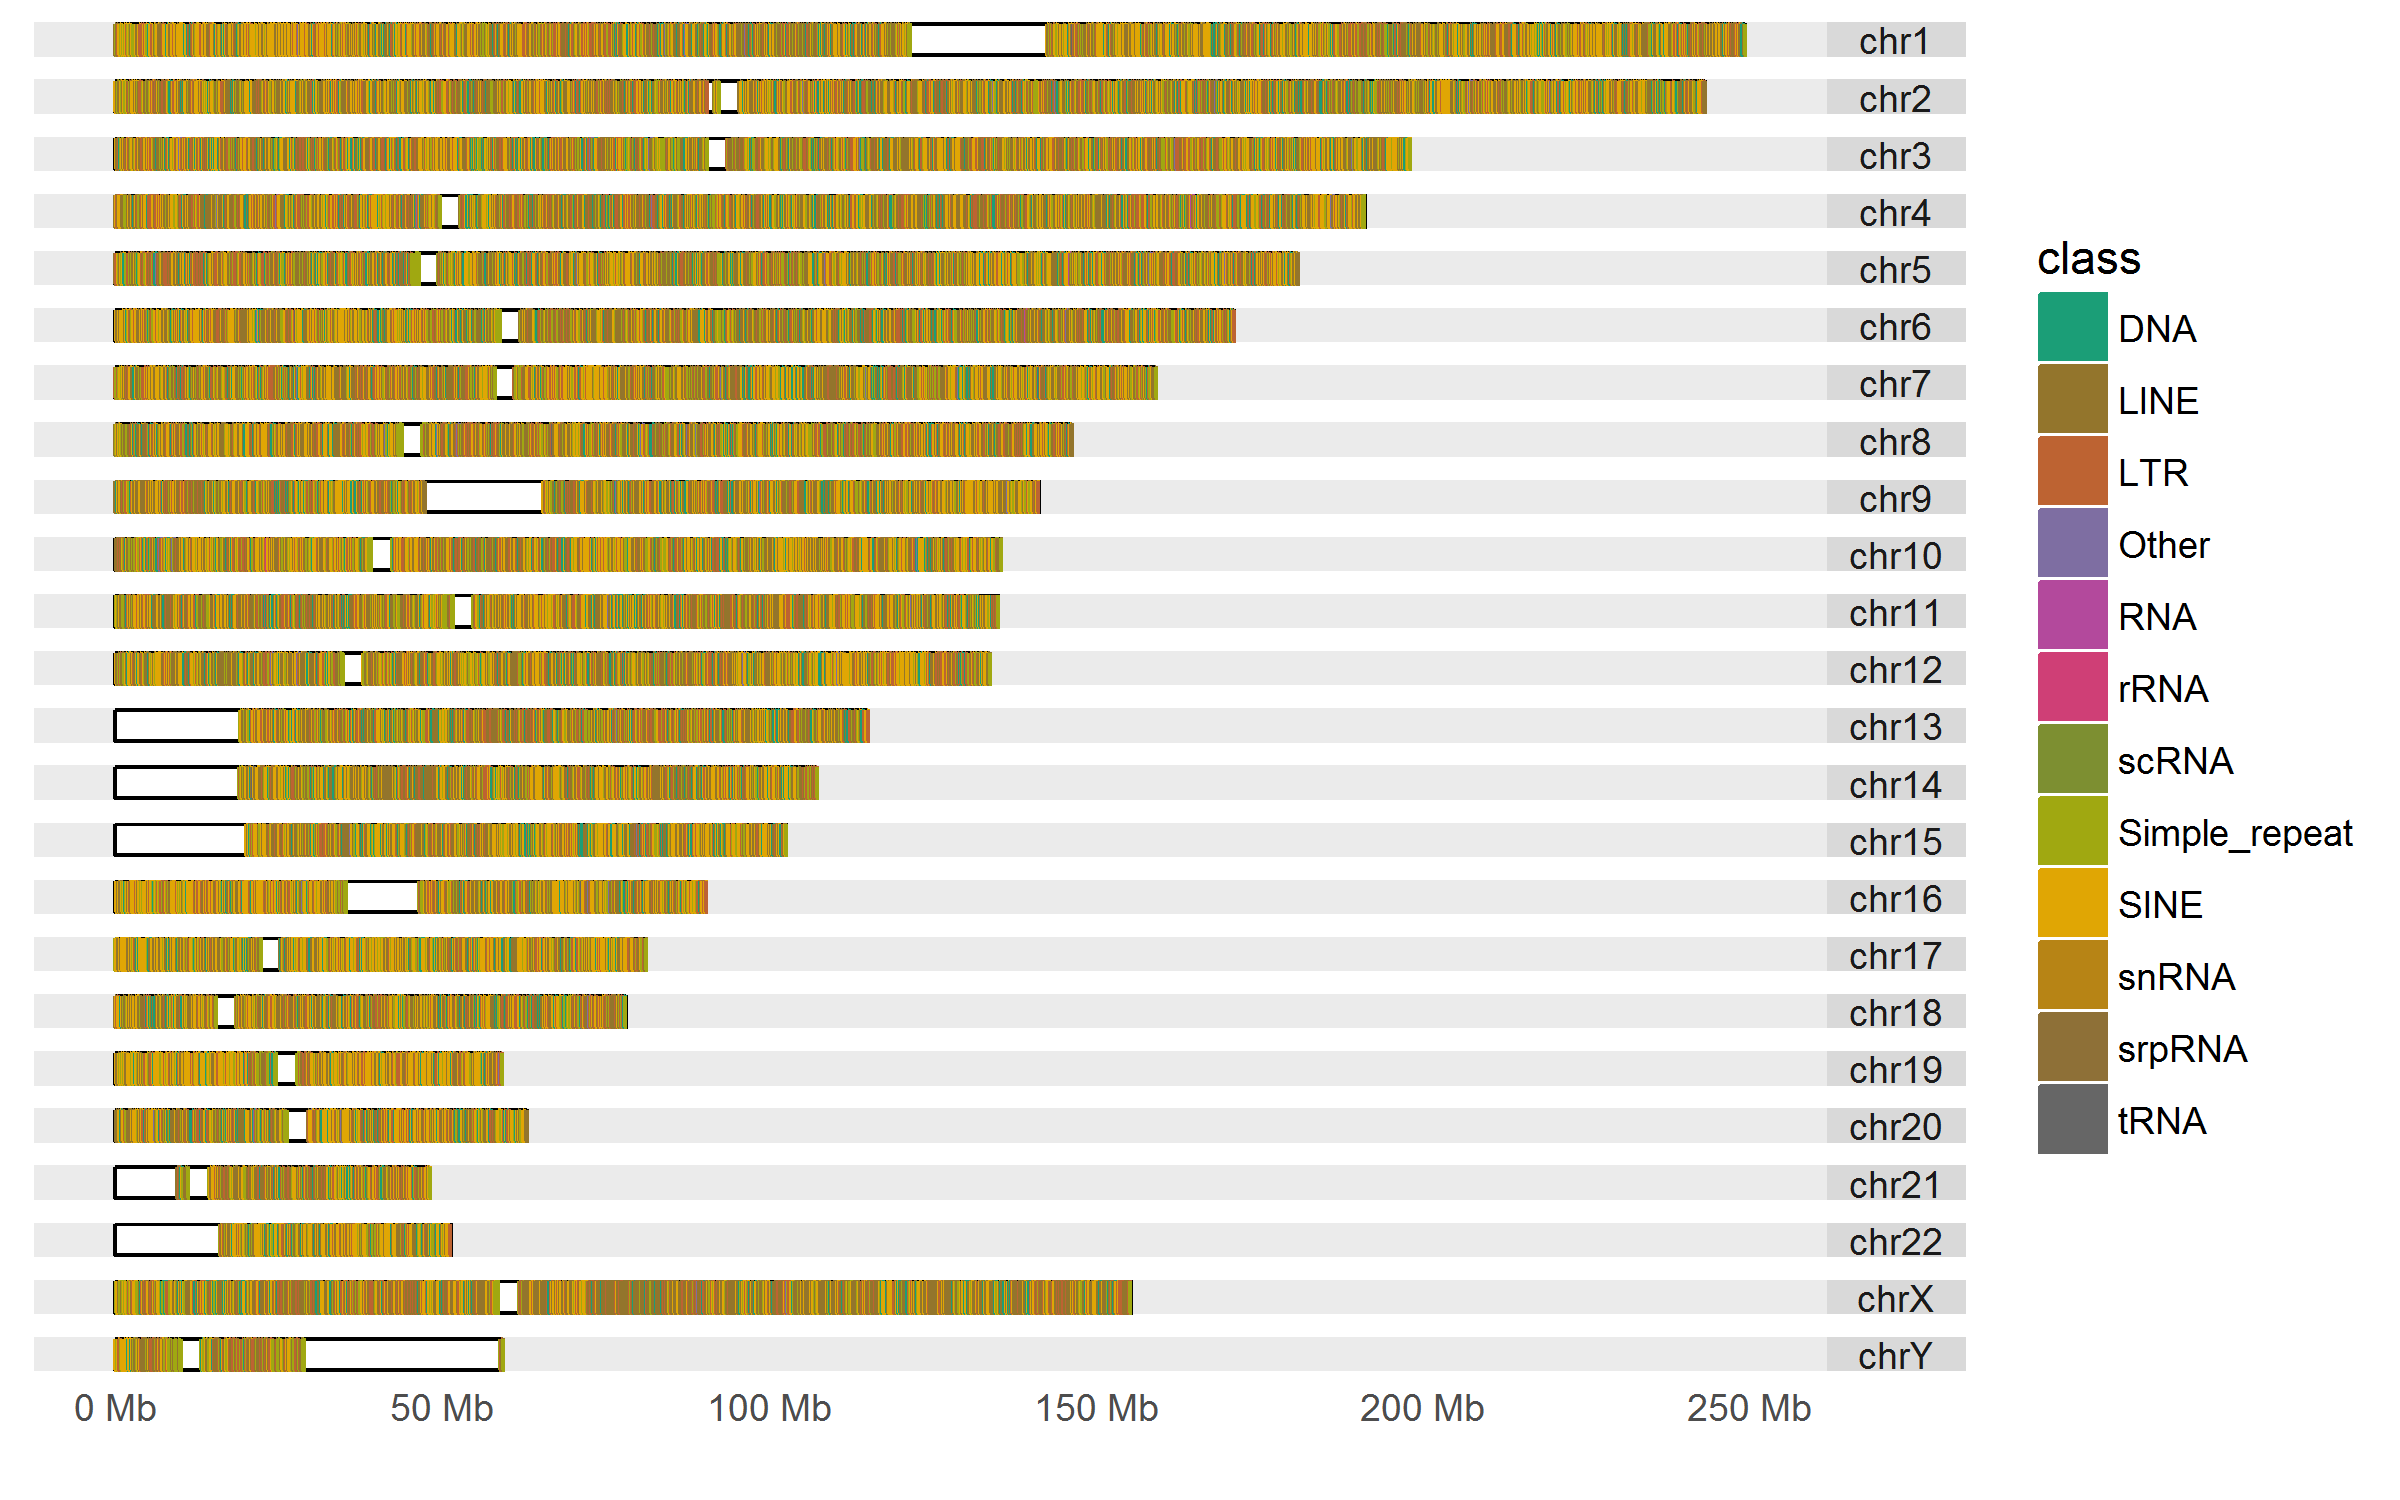 chr1
chr2
chr3
chr4
chr5
chr6
chr7
chr8
chr9
chr10
chr11
chr12
chr13
chr14
chr15
chr16
chr17
chr18
chr19
chr20
chr21
chr22
chrX
chrY
0 Mb 50 Mb 100 Mb 150 Mb 200 Mb 250 Mb
class
DNA
LINE
LTR
Other
RNA
rRNA
scRNA
Simple_repeat
SINE
snRNA
srpRNA
tRNA